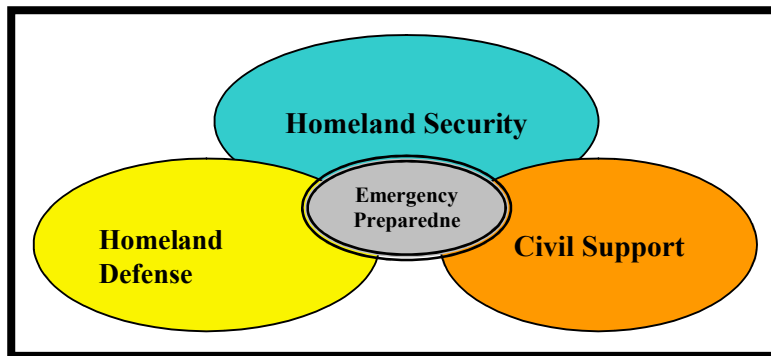 Homeland Security
Emergency
Preparedne
Homeland
Defense
Civil Support